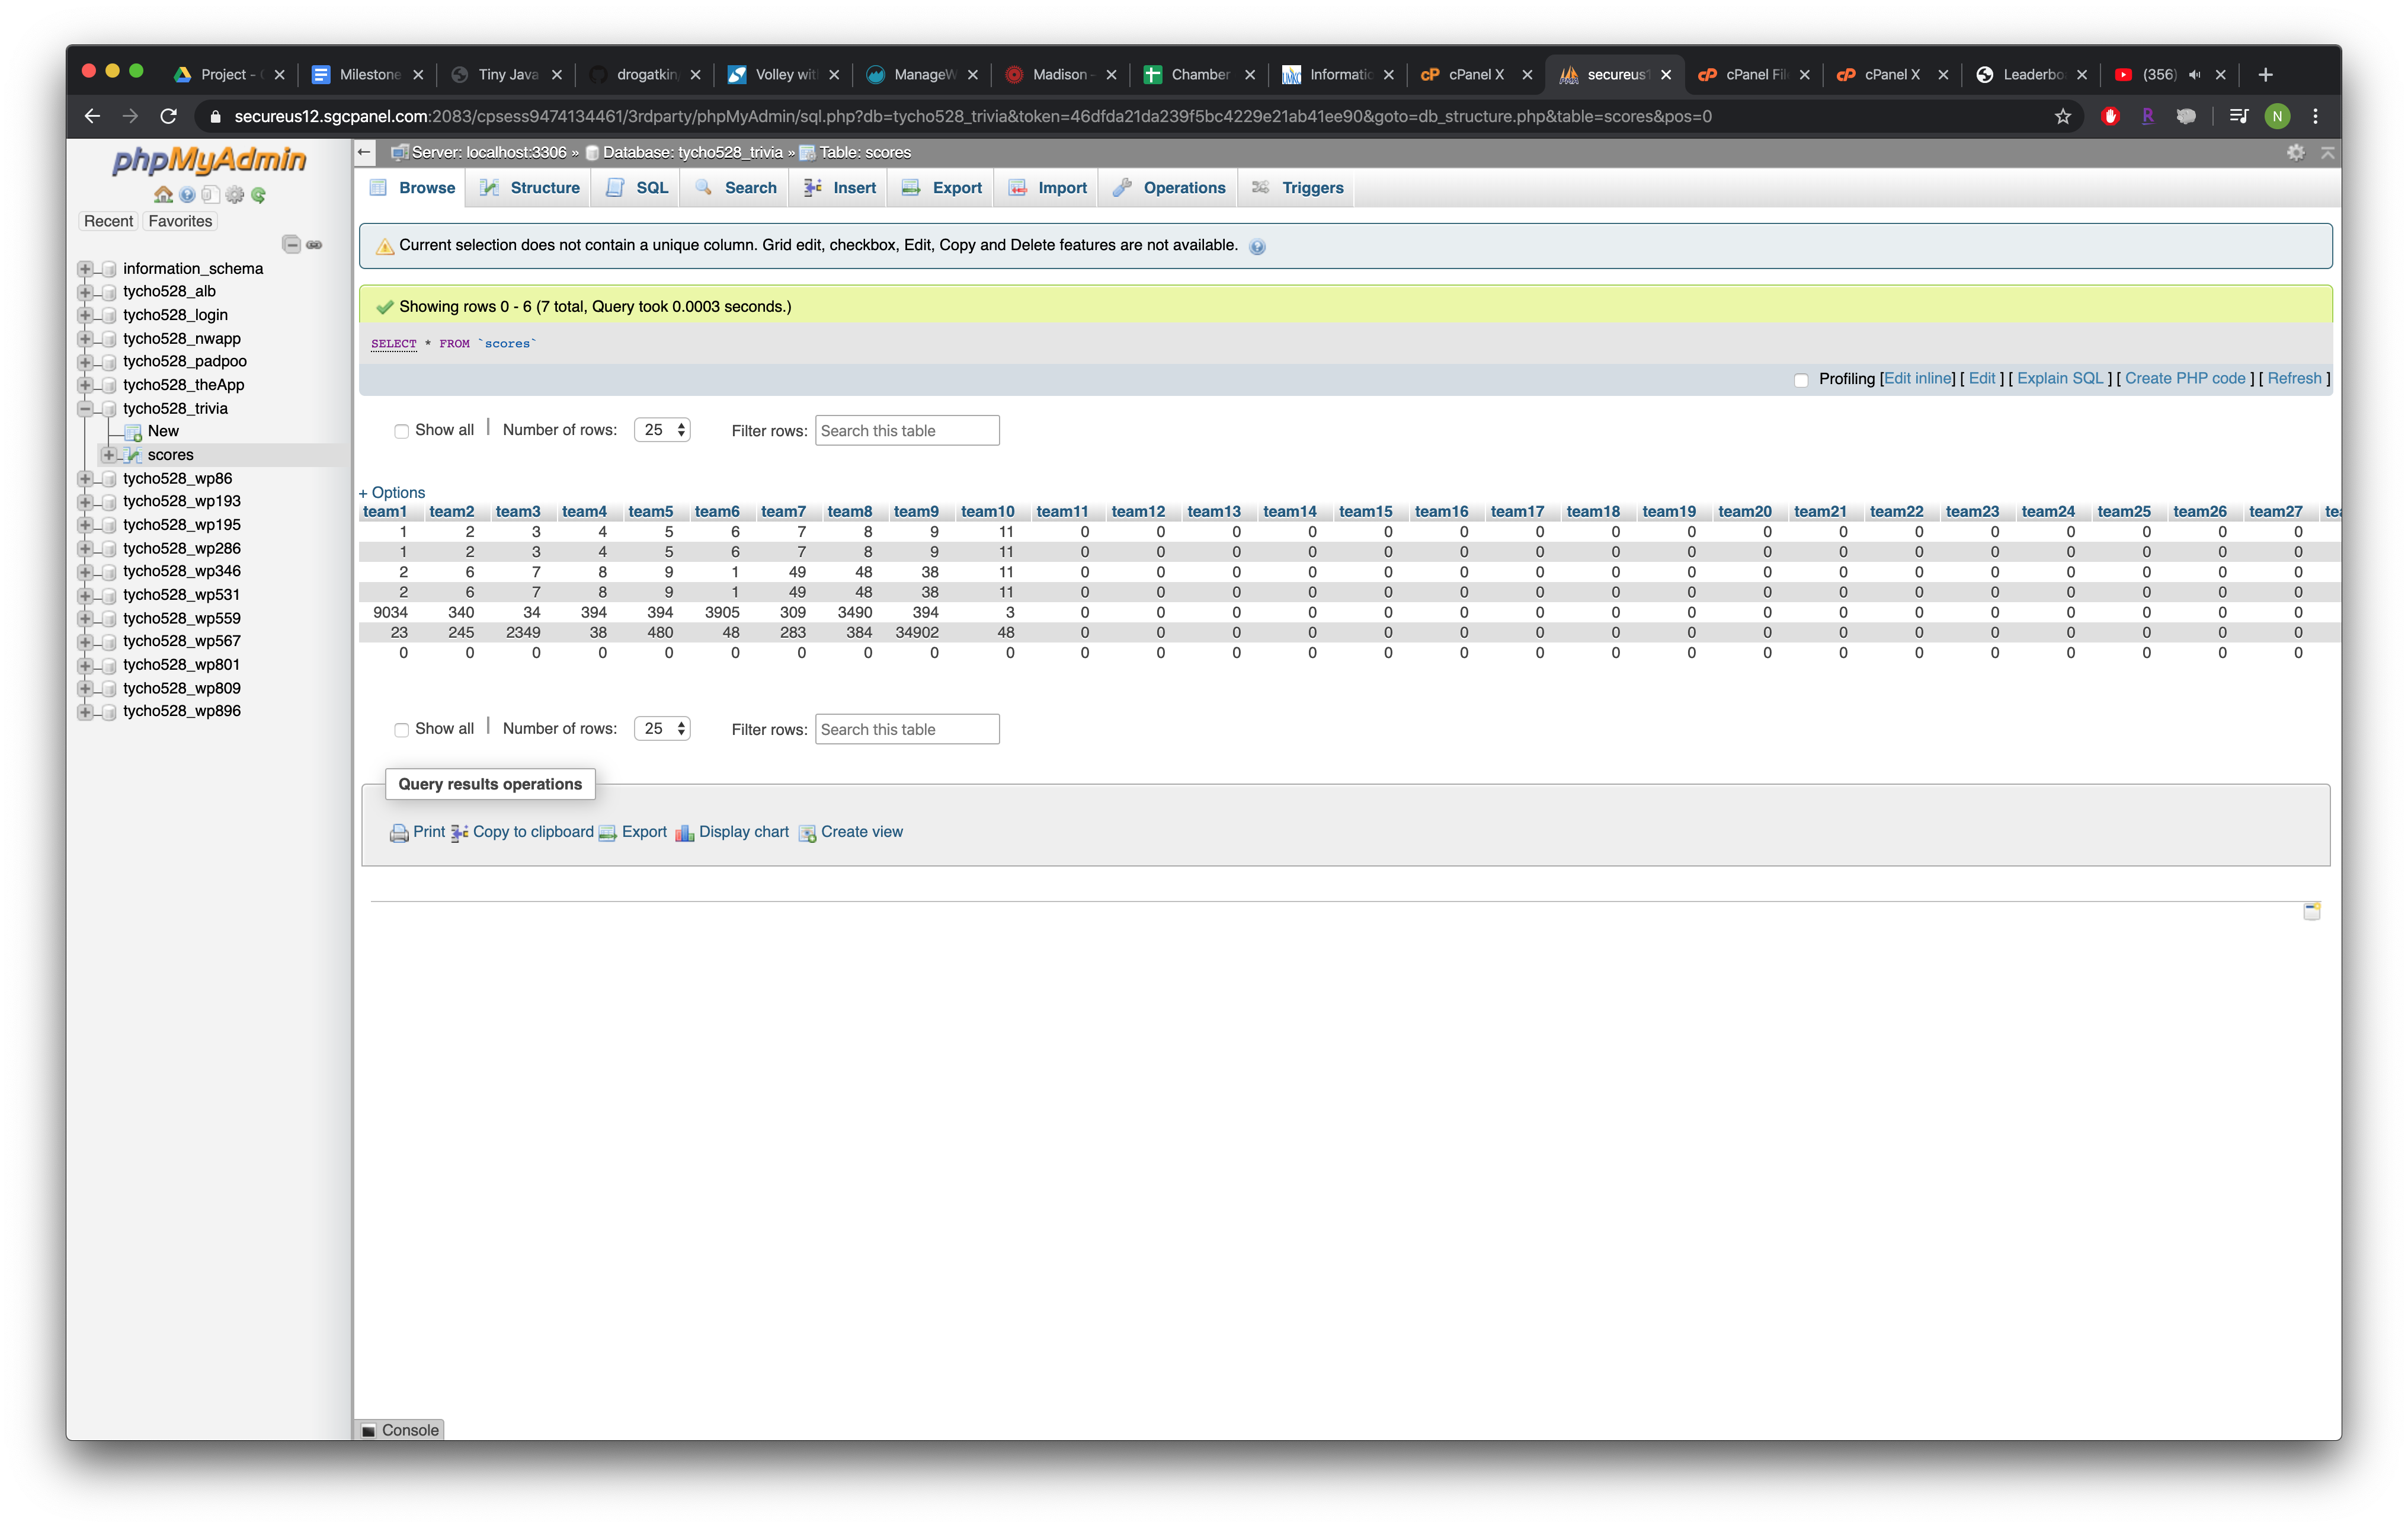 Project - Milestone Tiny Java drogatkin Volley wit ManageW Madison - Chamber Informatic cPanel X secureus1 cPanel Fil cPanel X Leaderbo (356)
secureus12.sgcpanel.com:2083/cpsess9474134461/3rdparty/phpMyAdmin/sql.php?db=tycho528_trivia&token=46dfda21da239f5bc4229e21ab41ee90&goto=db_structure.php&table=scores&pos=0 R N
phpMyAdmin
Recent Favorites
information_schema
tycho528_alb
tycho528_login
tycho528_nwapp
tycho528_padpoo
tycho528_theApp
tycho528_trivia
New
scores
tycho528_wp86
tycho528_wp193
tycho528_wp195
tycho528_wp286
tycho528_wp346
tycho528_wp531
tycho528_wp559
tycho528_wp567
tycho528_wp801
tycho528_wp809
tycho528_wp896
Server: localhost:3306 » Database: tycho528_trivia » Table: scores
Browse Structure SQL Search Insert Export Import Operations Triggers
Current selection does not contain a unique column. Grid edit, checkbox, Edit, Copy and Delete features are not available.
Showing rows 0 - 6 (7 total, Query took 0.0003 seconds.)
SELECT * FROM `scores`
Profiling [Edit inline] [ Edit ] [ Explain SQL ] [ Create PHP code ] [ Refresh ]
Show all | Number of rows: 25 Filter rows: Search this table
+ Options
team1 team2 team3 team4 team5 team6 team7 team8 team9 team10 team11 team12 team13 team14 team15 team16 team17 team18 team19 team20 team21 team22 team23 team24 team25 team26 team27 tea
1 2 3 4 5 6 7 8 9 11 0 0 0 0 0 0 0 0 0 0 0 0 0 0 0 0 0
1 2 3 4 5 6 7 8 9 11 0 0 0 0 0 0 0 0 0 0 0 0 0 0 0 0 0
2 6 7 8 9 1 49 48 38 11 0 0 0 0 0 0 0 0 0 0 0 0 0 0 0 0 0
2 6 7 8 9 1 49 48 38 11 0 0 0 0 0 0 0 0 0 0 0 0 0 0 0 0 0
9034 340 34 394 394 3905 309 3490 394 3 0 0 0 0 0 0 0 0 0 0 0 0 0 0 0 0 0
23 245 2349 38 480 48 283 384 34902 48 0 0 0 0 0 0 0 0 0 0 0 0 0 0 0 0 0
0 0 0 0 0 0 0 0 0 0 0 0 0 0 0 0 0 0 0 0 0 0 0 0 0 0 0
Show all | Number of rows: 25 Filter rows: Search this table
Query results operations
Print Copy to clipboard Export Display chart Create view
Console